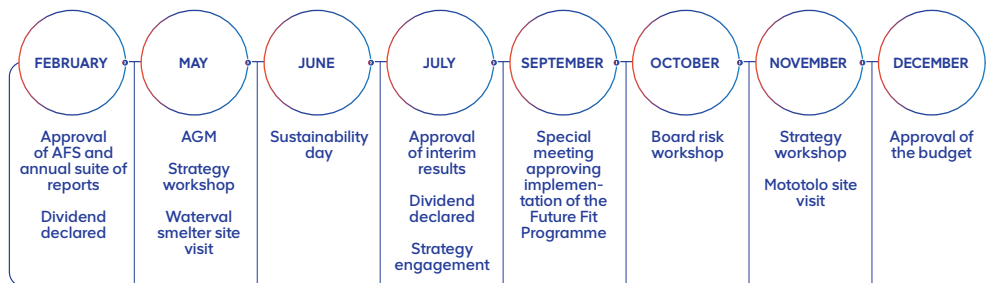 FEBRUARY
MAY
JUNE
JULY
SEPTEMBER
OCTOBER
NOVEMBER
DECEMBER
Approval
of AFS and
annual suite of
reports
Dividend
declared
AGM
Strategy
workshop
Waterval
smelter site
visit
Sustainability
day
Approval
of interim
results
Dividend
declared
Strategy
engagement
Special
meeting
approving
implemen-
tation of the
Future Fit
Programme
Board risk
workshop
Strategy
workshop
Mototolo site
visit
Approval of
the budget